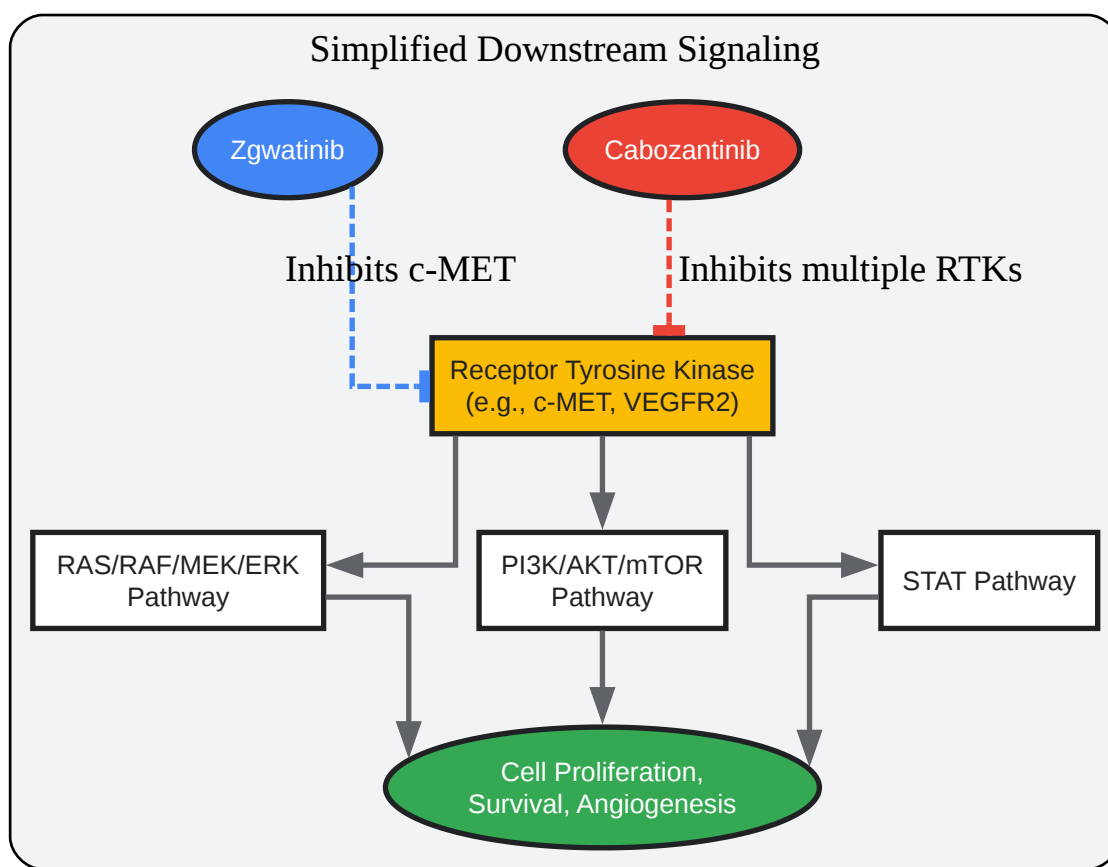 Simplified Downstream Signaling
Zgwatinib
Cabozantinib
Inhibits c-MET
Inhibits multiple RTKs
Receptor Tyrosine Kinase
(e.g., c-MET, VEGFR2)
RAS/RAF/MEK/ERK
Pathway
PI3K/AKT/mTOR
Pathway
STAT Pathway
Cell Proliferation,
Survival, Angiogenesis